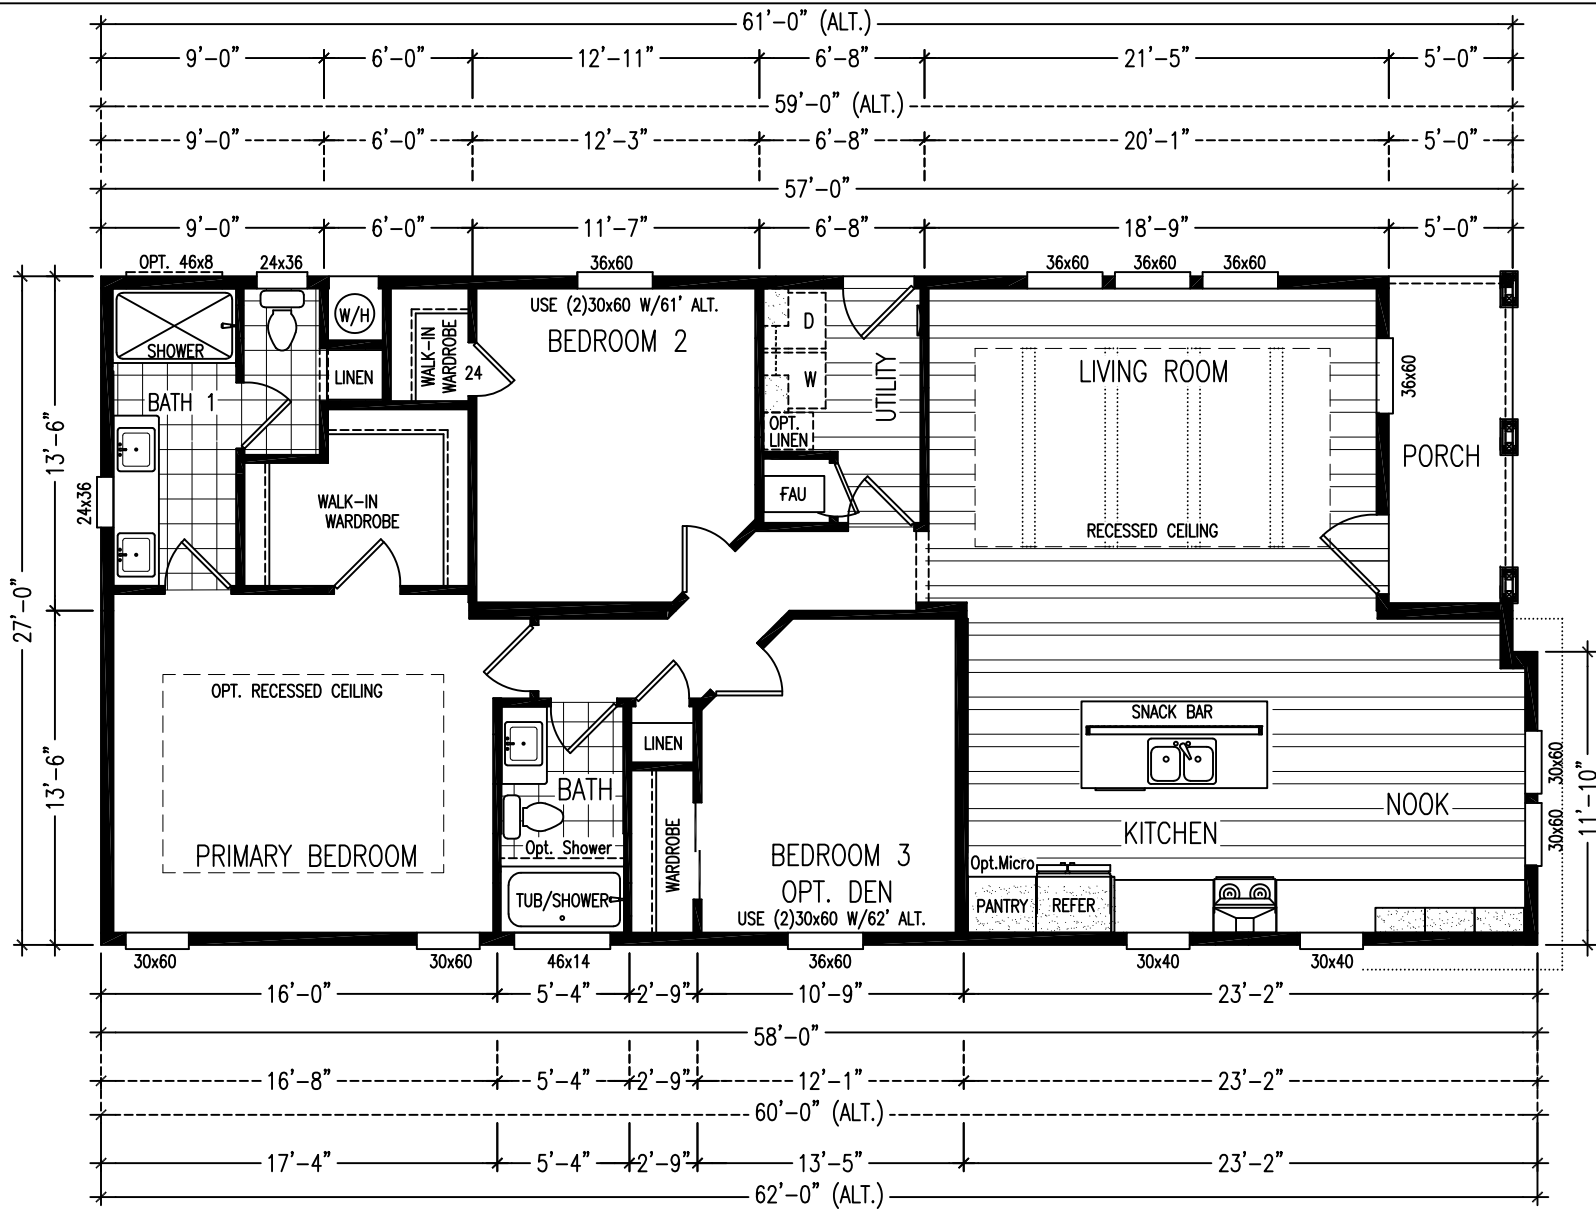 61'-0" (ALT.)
9'-0" 6'-0" 12'-11" 6'-8" 21'-5" 5'-0"
59'-0" (ALT.)
9'-0" 6'-0" 12'-3" 6'-8" 20'-1" 5'-0"
57'-0"
9'-0" 6'-0" 11'-7" 6'-8" 18'-9" 5'-0"
OPT. 46x8
24x36
36x60
36x60
36x60
36x60
SHOWER
W/H
LINEN
BATH 1
24x36
WALK-IN
WARDROBE
24
WALK-IN
WARDROBE
USE (2)30x60 W/61' ALT.
BEDROOM 2
D
W
OPT.
LINEN
UTILITY
FAU
LIVING ROOM
RECESSED CEILING
36x60
PORCH
27'-0"
13'-6"
13'-6"
OPT. RECESSED CEILING
PRIMARY BEDROOM
BATH
Opt. Shower
TUB/SHOWER
LINEN
WARDROBE
BEDROOM 3
OPT. DEN
USE (2)30x60 W/62' ALT.
SNACK BAR
KITCHEN
NOOK
Opt.Micro
PANTRY
REFER
30x60
30x60
11'-10"
30x60
30x60
46x14
36x60
30x40
30x40
16'-0" 5'-4" 2'-9" 10'-9" 23'-2"
58'-0"
16'-8" 5'-4" 2'-9" 12'-1" 23'-2"
60'-0" (ALT.)
17'-4" 5'-4" 2'-9" 13'-5" 23'-2"
62'-0" (ALT.)